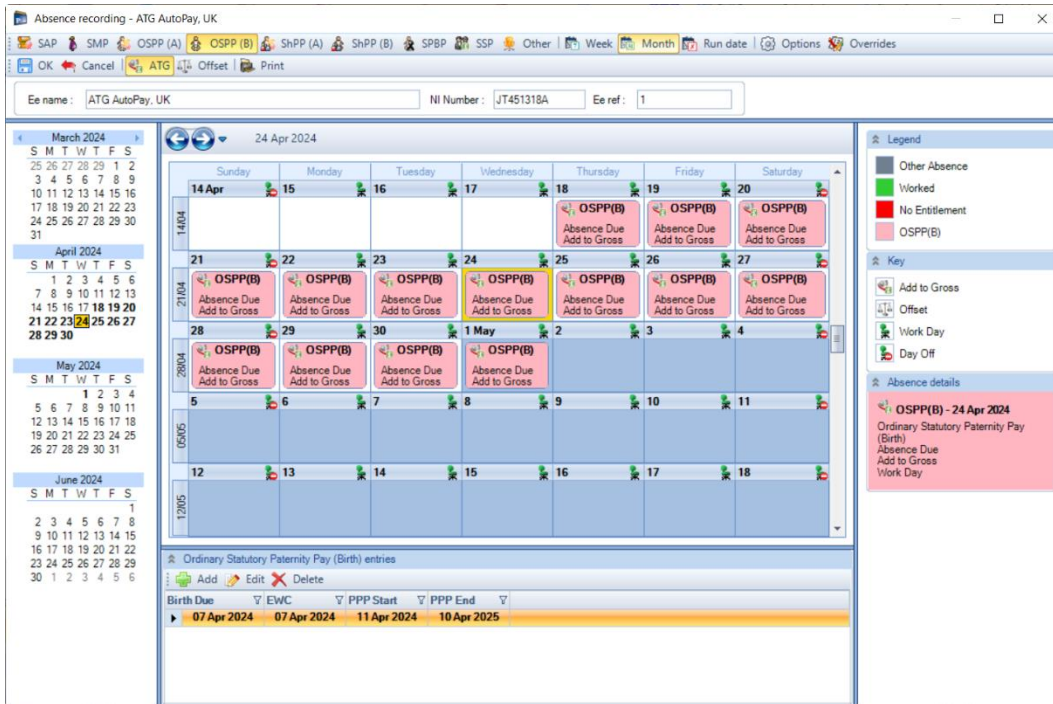 Absence recording - ATG AutoPay, UK
SAP SMP OSPP (A) OSPP (B) ShPP (A) ShPP (B) SPBP SSP Other Week Month Run date Options Overrides
OK Cancel ATG Offset Print
Ee name : ATG AutoPay, UK NI Number : JT451318A Ee ref : 1
March 2024
S M T W T F S
25 26 27 28 29 1 2
3 4 5 6 7 8 9
10 11 12 13 14 15 16
17 18 19 20 21 22 23
24 25 26 27 28 29 30
31
April 2024
S M T W T F S
1 2 3 4 5 6
7 8 9 10 11 12 13
14 15 16 17 18 19 20
21 22 23 24 25 26 27
28 29 30
May 2024
S M T W T F S
1 2 3 4
5 6 7 8 9 10 11
12 13 14 15 16 17 18
19 20 21 22 23 24 25
26 27 28 29 30 31
June 2024
S M T W T F S
1
2 3 4 5 6 7 8
9 10 11 12 13 14 15
16 17 18 19 20 21 22
23 24 25 26 27 28 29
30 1 2 3 4 5 6
24 Apr 2024
Sunday Monday Tuesday Wednesday Thursday Friday Saturday
14 Apr 15 16 17 18 19 20
14/04
OSPP(B) OSPP(B) OSPP(B)
Absence Due Absence Due Absence Due
Add to Gross Add to Gross Add to Gross
21 22 23 24 25 26 27
21/04
OSPP(B) OSPP(B) OSPP(B) OSPP(B) OSPP(B) OSPP(B) OSPP(B)
Absence Due Absence Due Absence Due Absence Due Absence Due Absence Due Absence Due
Add to Gross Add to Gross Add to Gross Add to Gross Add to Gross Add to Gross Add to Gross
28 29 30 1 May 2 3 4
28/04
OSPP(B) OSPP(B) OSPP(B) OSPP(B)
Absence Due Absence Due Absence Due Absence Due
Add to Gross Add to Gross Add to Gross Add to Gross
5 6 7 8 9 10 11
05/05
12 13 14 15 16 17 18
12/05
Ordinary Statutory Paternity Pay (Birth) entries
Add Edit Delete
Birth Due EWC PPP Start PPP End
07 Apr 2024 07 Apr 2024 11 Apr 2024 10 Apr 2025
Legend
Other Absence
Worked
No Entitlement
OSPP(B)
Key
Add to Gross
Offset
Work Day
Day Off
Absence details
OSPP(B) - 24 Apr 2024
Ordinary Statutory Paternity Pay
(Birth)
Absence Due
Add to Gross
Work Day